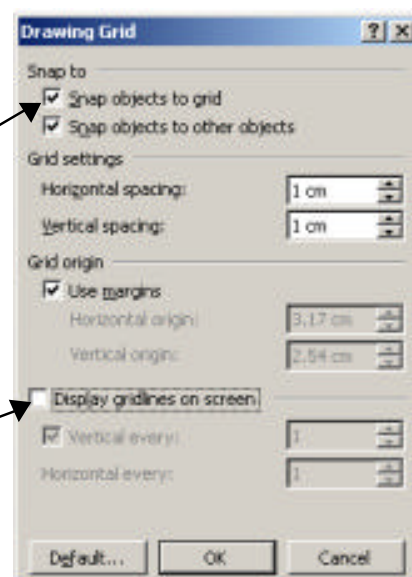 Drawing Grid
Snap to
Snap objects to grid
Snap objects to other objects
Grid settings
Horizontal spacing: 1 cm
Vertical spacing: 1 cm
Grid origin
Use margins
Horizontal origin: 3.17 cm
Vertical origin: 2.54 cm
Display gridlines on screen
Vertical every: 1
Horizontal every: 1
Default... OK Cancel